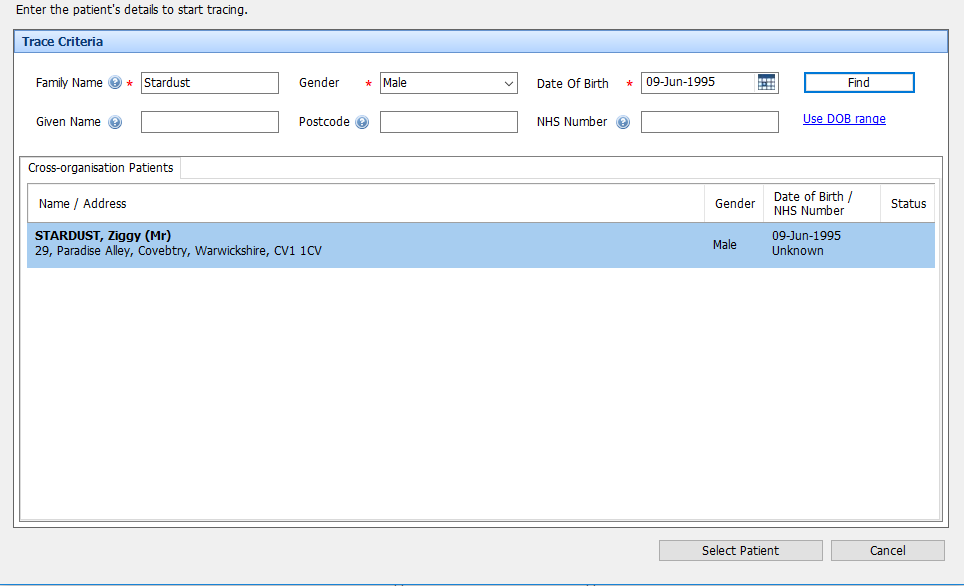 Enter the patient's details to start tracing.
Trace Criteria
Family Name * Stardust Gender * Male Date Of Birth * 09-Jun-1995 Find
Given Name Postcode NHS Number Use DOB range
Cross-organisation Patients
Name / Address Gender Date of Birth / NHS Number Status
STARDUST, Ziggy (Mr)
29, Paradise Alley, Covebtry, Warwickshire, CV1 1CV
Male
09-Jun-1995
Unknown
Select Patient Cancel